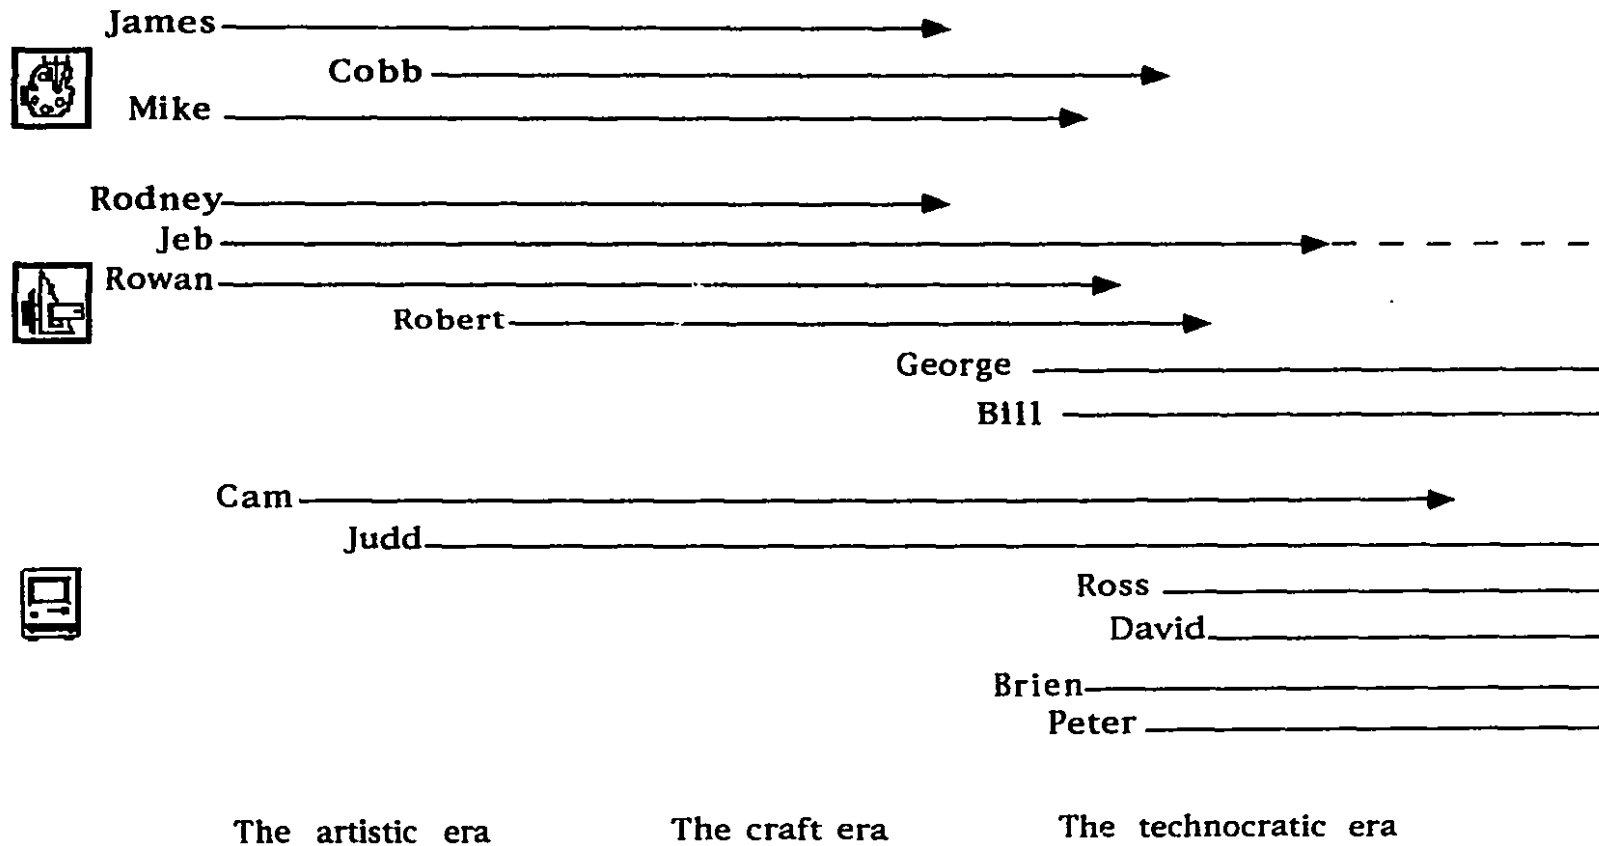 James
Cobb
Mike
Rodney
Jeb
Rowan
Robert
George
Bill
Cam
Judd
Ross
David
Brien
Peter
The artistic era The craft era The technocratic era